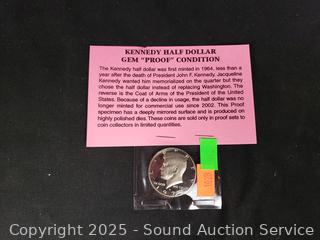 KENNEDY HALF DOLLAR
GEM "PROOF" CONDITION
The Kennedy half dollar was first minted in 1964, less than a
year after the death of President John F. Kennedy. Jacqueline
Kennedy wanted him memorialized on the quarter but they
chose the half dollar instead of replacing Washington. The
reverse is the Coat of Arms of the President of the United
States. Because of a decline in usage, the half dollar was no
longer minted for commercial use since 2002. This Proof
specimen has a deeply mirrored surface and is produced on
highly polished dies. These coins are sold only in proof sets to
coin collectors in limited quantities.
Copyright 2025 - Sound Auction Service